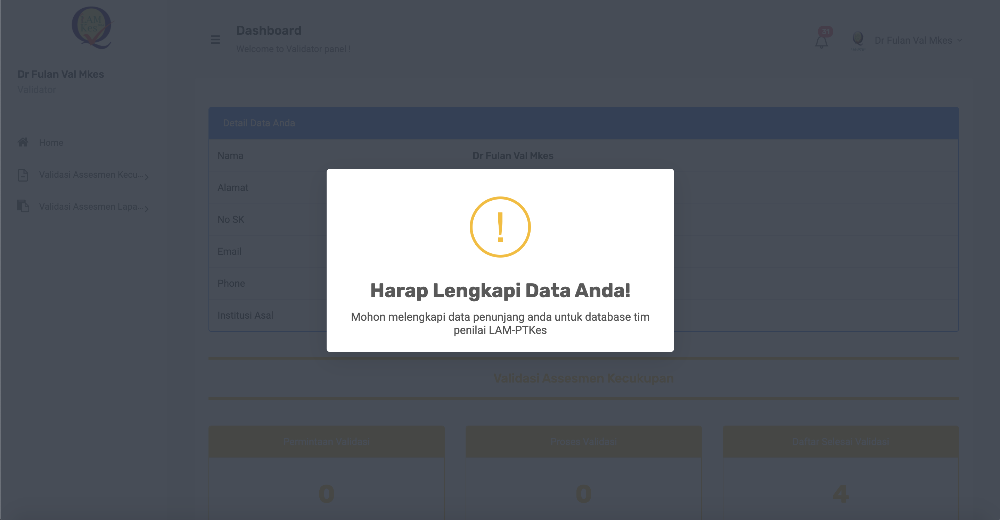 LAM
Kes
Dashboard
Welcome to Validator panel !
31
Dr Fulan Val Mkes
Dr Fulan Val Mkes
Validator
Home
Validasi Assesmen Kecu...
Validasi Assesmen Lapa...
Detail Data Anda
Nama
Dr Fulan Val Mkes
Alamat
No SK
Email
Phone
Institusi Asal
!
Harap Lengkapi Data Anda!
Mohon melengkapi data penunjang anda untuk database tim
penilai LAM-PTKes
Validasi Assesmen Kecukupan
Permintaan Validasi
Proses Validasi
Daftar Selesai Validasi
0
0
4